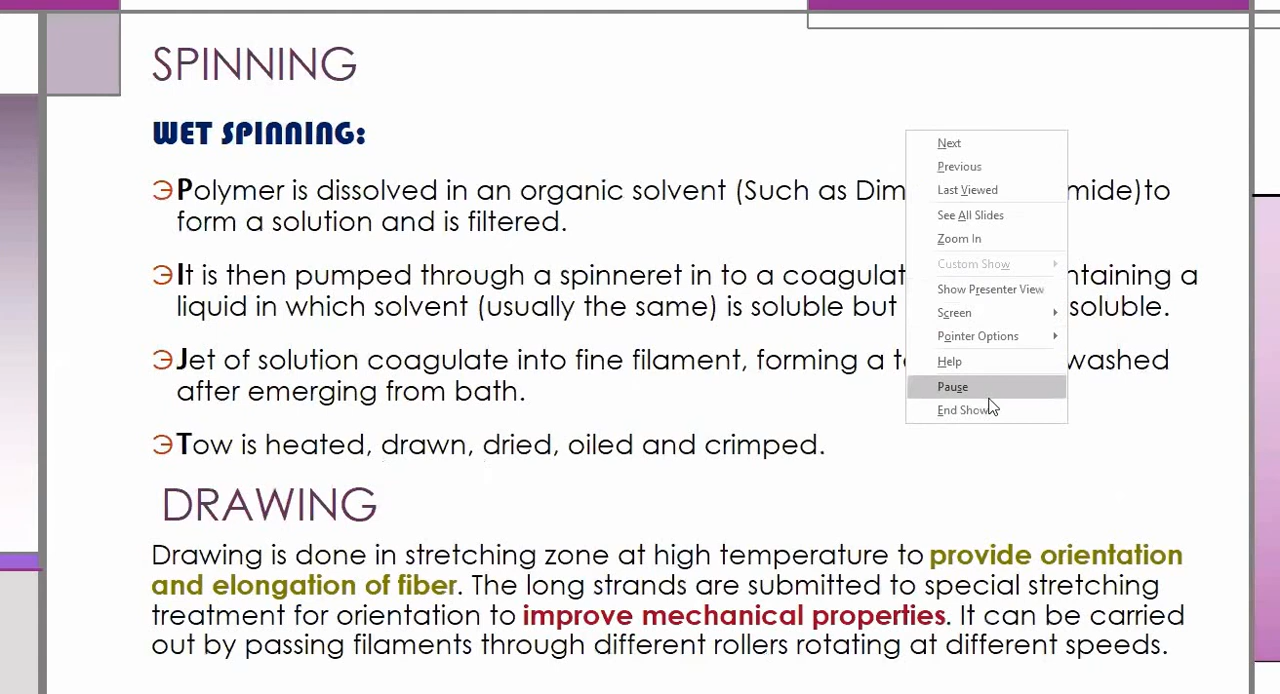 SPINNING
WET SPINNING:
Polymer is dissolved in an organic solvent (Such as Dim mide)to
form a solution and is filtered.
It is then pumped through a spinneret in to a coagulat ntaining a
liquid in which solvent (usually the same) is soluble but soluble.
Jet of solution coagulate into fine filament, forming a washed
after emerging from bath.
Tow is heated, drawn, dried, oiled and crimped.
Next
Previous
Last Viewed
See All Slides
Zoom In
Custom Show
Show Presenter View
Screen
Pointer Options
Help
Pause
End Show
DRAWING
Drawing is done in stretching zone at high temperature to provide orientation
and elongation of fiber. The long strands are submitted to special stretching
treatment for orientation to improve mechanical properties. It can be carried
out by passing filaments through different rollers rotating at different speeds.